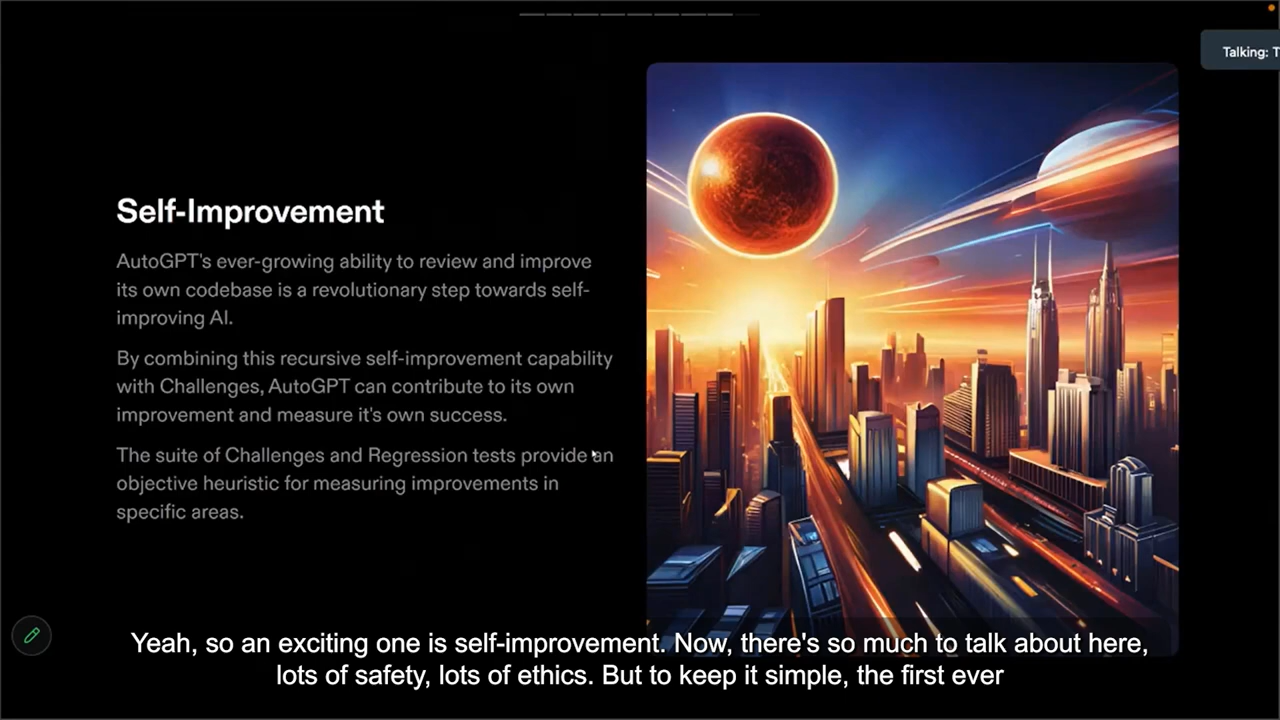 Talking: T
Self-Improvement
AutoGPT's ever-growing ability to review and improve
its own codebase is a revolutionary step towards self-
improving AI.
By combining this recursive self-improvement capability
with Challenges, AutoGPT can contribute to its own
improvement and measure it's own success.
The suite of Challenges and Regression tests provide an
objective heuristic for measuring improvements in
specific areas.
Yeah, so an exciting one is self-improvement. Now, there's so much to talk about here,
lots of safety, lots of ethics. But to keep it simple, the first ever